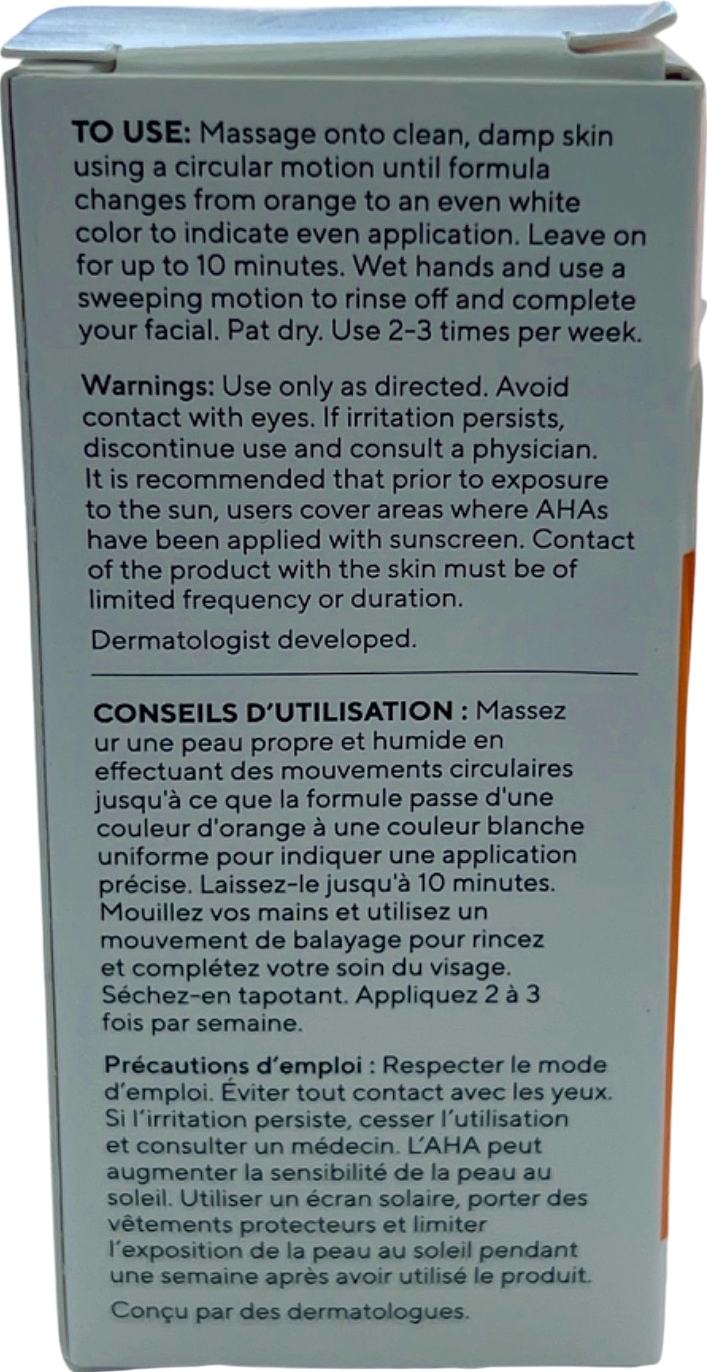 TO USE: Massage onto clean, damp skin
using a circular motion until formula
changes from orange to an even white
color to indicate even application. Leave on
for up to 10 minutes. Wet hands and use a
sweeping motion to rinse off and complete
your facial. Pat dry. Use 2-3 times per week.
Warnings: Use only as directed. Avoid
contact with eyes. If irritation persists,
discontinue use and consult a physician.
It is recommended that prior to exposure
to the sun, users cover areas where AHAs
have been applied with sunscreen. Contact
of the product with the skin must be of
limited frequency or duration.
Dermatologist developed.
CONSEILS D'UTILISATION : Massez
ur une peau propre et humide en
effectuant des mouvements circulaires
jusqu'à ce que la formule passe d'une
couleur d'orange à une couleur blanche
uniforme pour indiquer une application
précise. Laissez-le jusqu'à 10 minutes.
Mouillez vos mains et utilisez un
mouvement de balayage pour rincez
et complétez votre soin du visage.
Séchez-en tapotant. Appliquez 2 à 3
fois par semaine.
Précautions d'emploi : Respecter le mode
d'emploi. Éviter tout contact avec les yeux.
Si l'irritation persiste, cesser l'utilisation
et consulter un médecin. L'AHA peut
augmenter la sensibilité de la peau au
soleil. Utiliser un écran solaire, porter des
vêtements protecteurs et limiter
l'exposition de la peau au soleil pendant
une semaine après avoir utilisé le produit.
Conçu par des dermatologues.